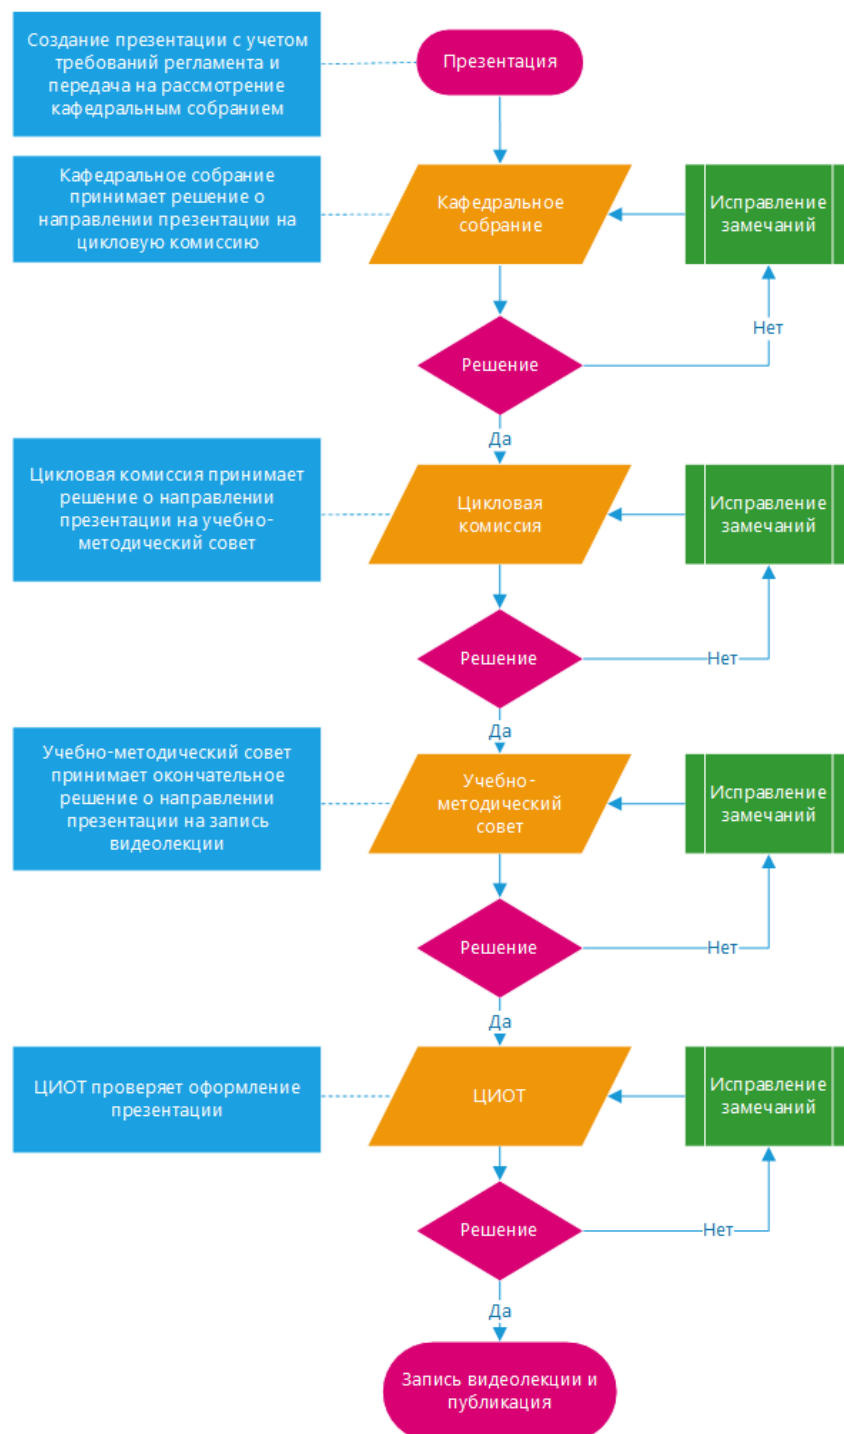 Создание презентации с учетом
требований регламента и
передача на рассмотрение
кафедральным собранием
Презентация
Кафедральное собрание
принимает решение о
направлении презентации на
цикловую комиссию
Кафедральное
собрание
Исправление
замечаний
Нет
Решение
Да
Цикловая комиссия принимает
решение о направлении
презентации на учебно-
методический совет
Цикловая
комиссия
Исправление
замечаний
Решение
Нет
Да
Учебно-методический совет
принимает окончательное
решение о направлении
презентации на запись
видеолекции
Учебно-
методический
совет
Исправление
замечаний
Решение
Нет
Да
ЦИОТ проверяет оформление
презентации
ЦИОТ
Исправление
замечаний
Решение
Нет
Да
Запись видеолекции и
публикация